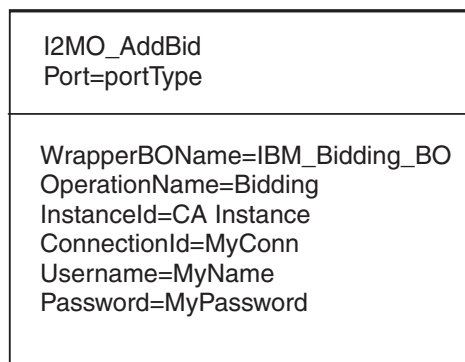 I2MO_AddBid
Port=portType
WrapperBOName=IBM_Bidding_BO
OperationName=Bidding
InstanceId=CA Instance
ConnectionId=MyConn
Username=MyName
Password=MyPassword